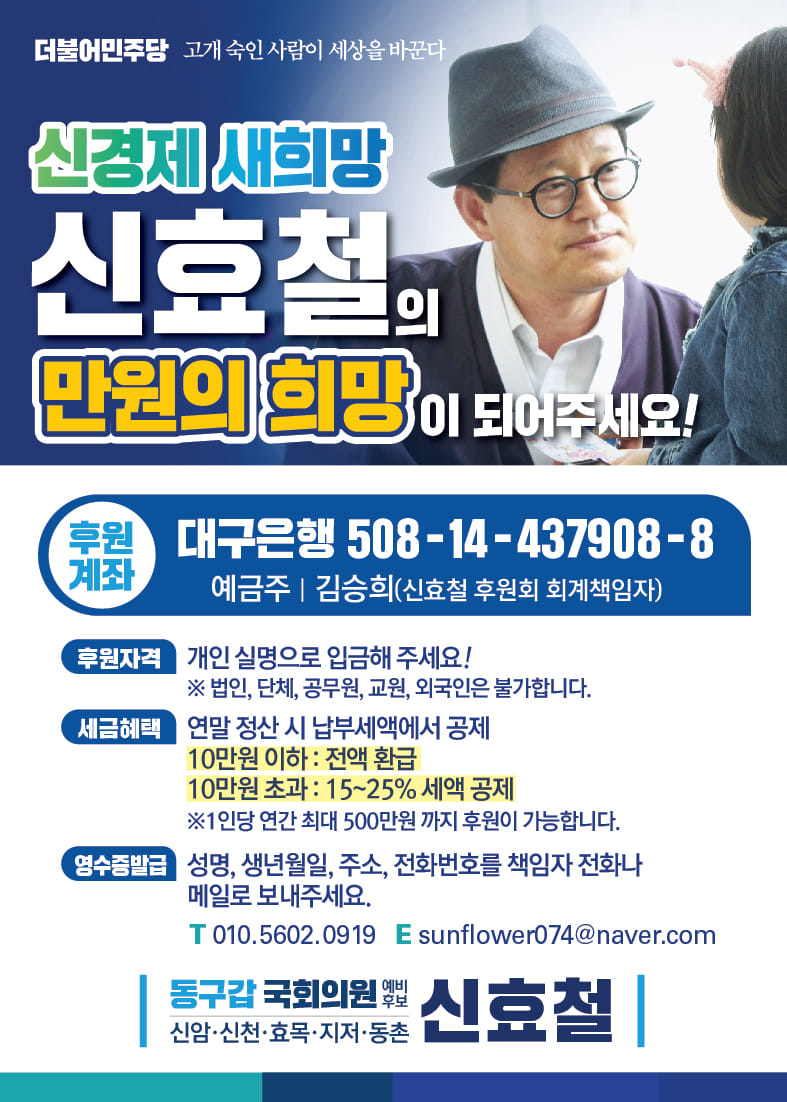 더불어민주당 고개 숙인 사람이 세상을 바꾼다
신경제 새희망
신효철의
만원의 희망이 되어주세요!
후원
계좌
대구은행 508-14-437908-8
예금주 | 김승희(신효철 후원회 회계책임자)
후원자격 개인 실명으로 입금해 주세요!
※ 법인, 단체, 공무원, 교원, 외국인은 불가합니다.
세금혜택 연말 정산 시 납부세액에서 공제
10만원 이하 : 전액 환급
10만원 초과 : 15~25% 세액 공제
※1인당 연간 최대 500만원 까지 후원이 가능합니다.
영수증발급 성명, 생년월일, 주소, 전화번호를 책임자 전화나
메일로 보내주세요.
T 010.5602.0919 E sunflower074@naver.com
동구갑 국회의원 예비후보 신효철
신암·신천·효목·지저·동촌